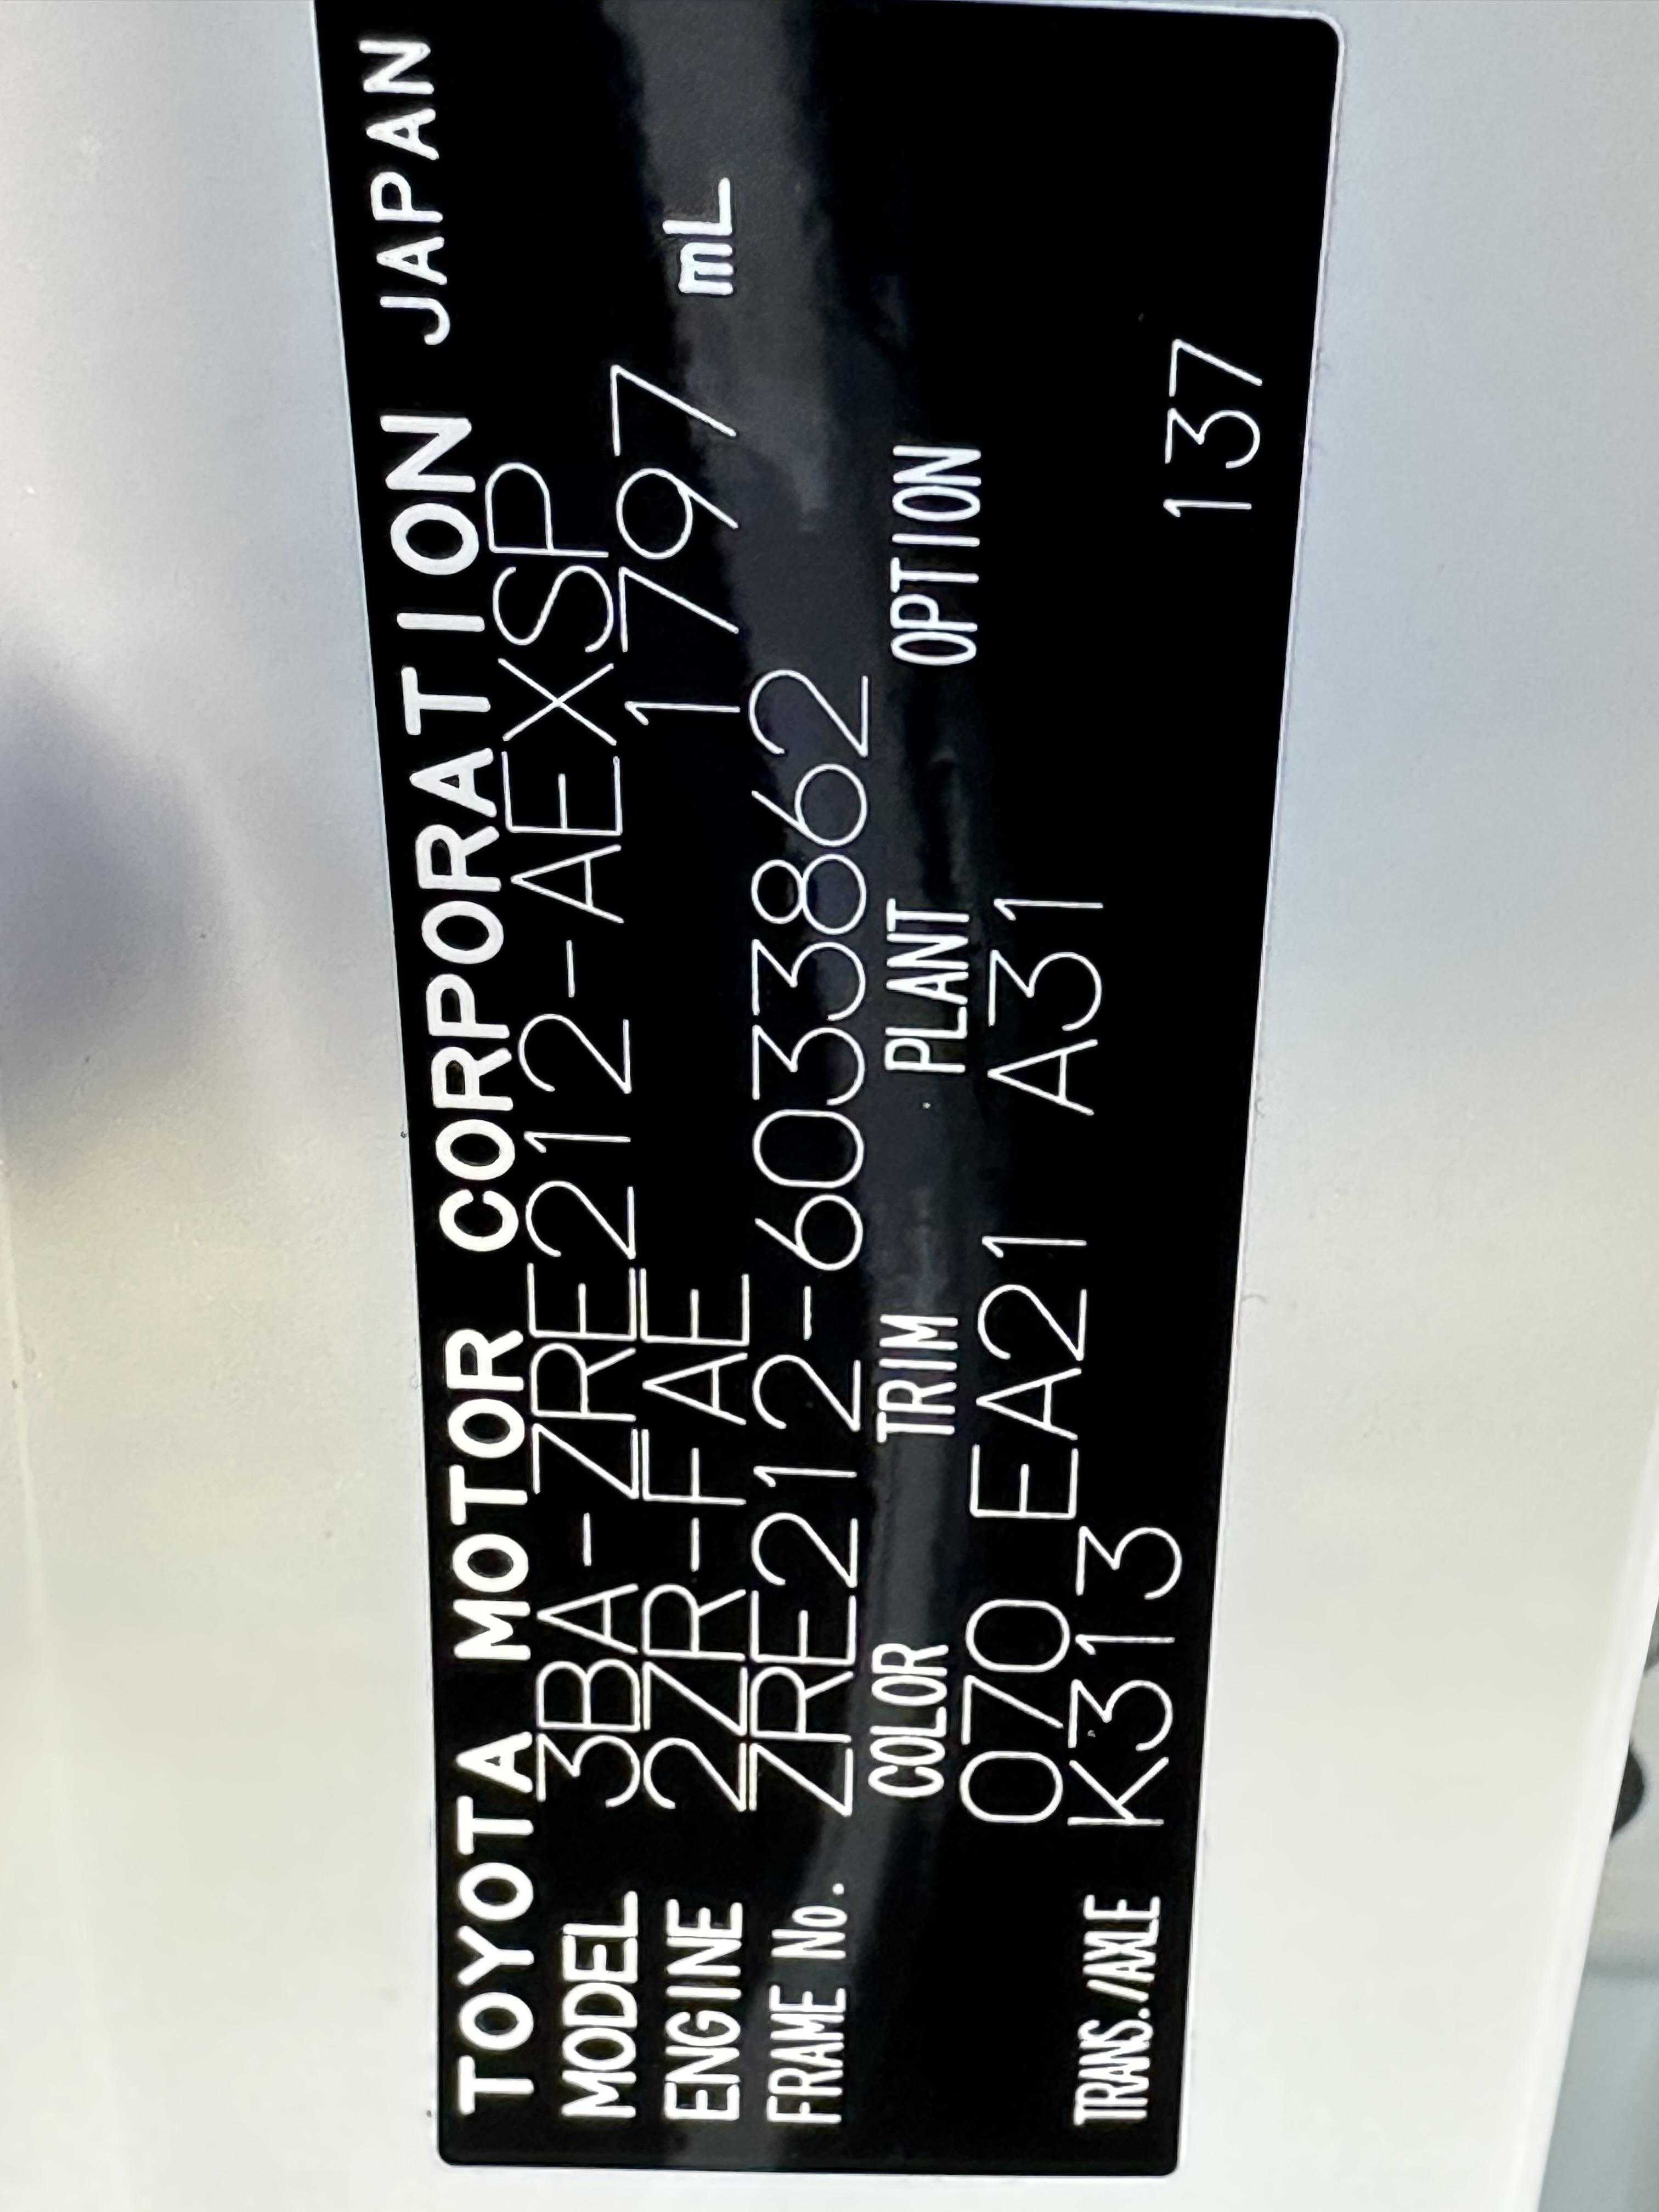 TOYOTA MOTOR CORPORATION JAPAN
MODEL 3BA-ZRE212-AEXSP
ENGINE 2ZR-FAE 1797 mL
FRAME No. ZRE212-6033862
COLOR TRIM PLANT OPTION
070 EA21 A31
TRANS./AXLE K313 137